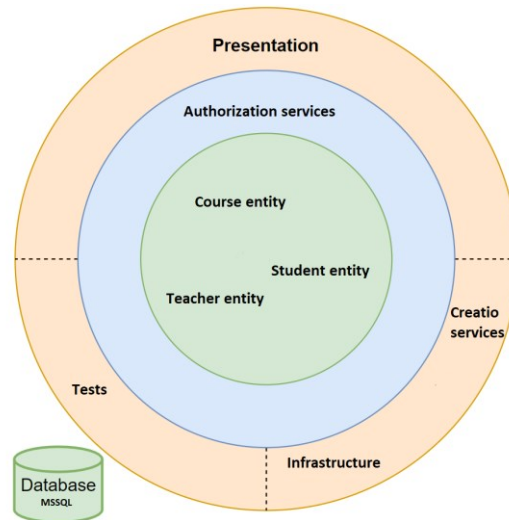 Presentation
Authorization services
Course entity
Student entity
Teacher entity
Creatio
services
Tests
Infrastructure
Database
MSSQL